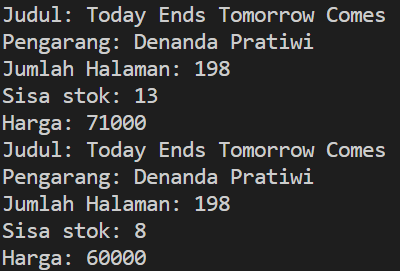 Judul: Today Ends Tomorrow Comes
Pengarang: Denanda Pratiwi
Jumlah Halaman: 198
Sisa stok: 13
Harga: 71000
Judul: Today Ends Tomorrow Comes
Pengarang: Denanda Pratiwi
Jumlah Halaman: 198
Sisa stok: 8
Harga: 60000